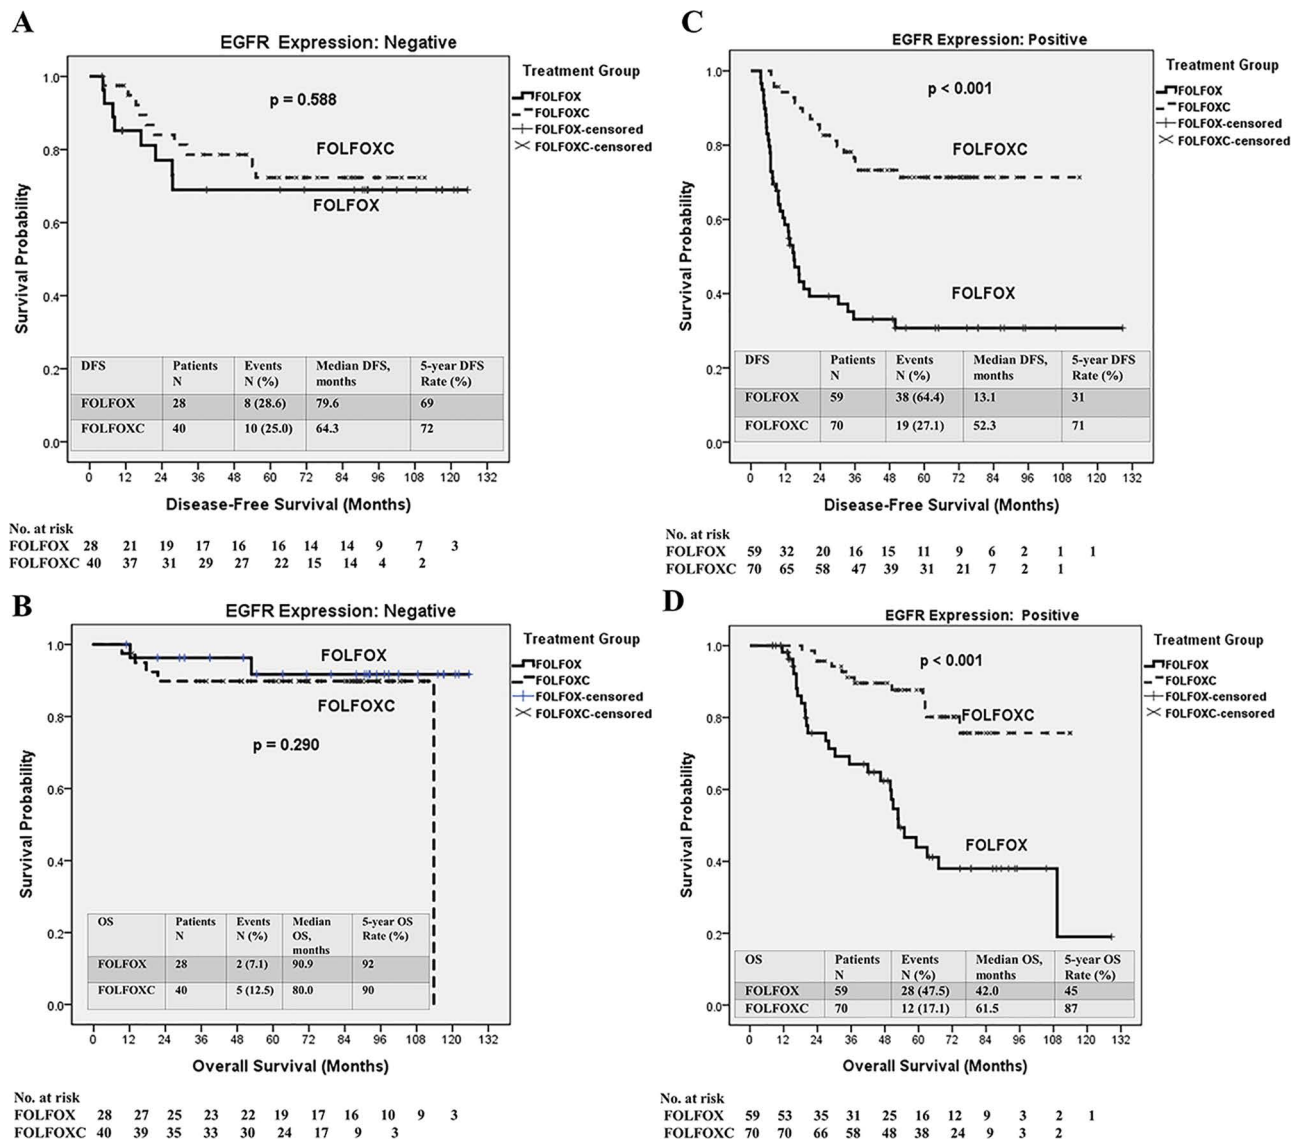 A
EGFR Expression: Negative
Survival Probability
1.0
0.8
0.6
0.4
0.2
0.0
p = 0.588
FOLFOXC
FOLFOX
Treatment Group
FOLFOX
FOLFOXC
FOLFOX-censored
FOLFOXC-censored
DFS Patients N Events N (%) Median DFS, months 5-year DFS Rate (%)
FOLFOX 28 8 (28.6) 79.6 69
FOLFOXC 40 10 (25.0) 64.3 72
0 12 24 36 48 60 72 84 96 108 120 132
Disease-Free Survival (Months)
No. at risk
FOLFOX 28 21 19 17 16 16 14 14 9 7 3
FOLFOXC 40 37 31 29 27 22 15 14 4 2
B
EGFR Expression: Negative
Survival Probability
1.0
0.8
0.6
0.4
0.2
0.0
FOLFOX
FOLFOXC
p = 0.290
Treatment Group
FOLFOX
FOLFOXC
FOLFOX-censored
FOLFOXC-censored
OS Patients N Events N (%) Median OS, months 5-year OS Rate (%)
FOLFOX 28 2 (7.1) 90.9 92
FOLFOXC 40 5 (12.5) 80.0 90
0 12 24 36 48 60 72 84 96 108 120 132
Overall Survival (Months)
No. at risk
FOLFOX 28 27 25 23 22 19 17 16 10 9 3
FOLFOXC 40 39 35 33 30 24 17 9 3
C
EGFR Expression: Positive
Survival Probability
1.0
0.8
0.6
0.4
0.2
0.0
p < 0.001
FOLFOXC
FOLFOX
Treatment Group
FOLFOX
FOLFOXC
FOLFOX-censored
FOLFOXC-censored
DFS Patients N Events N (%) Median DFS, months 5-year DFS Rate (%)
FOLFOX 59 38 (64.4) 13.1 31
FOLFOXC 70 19 (27.1) 52.3 71
0 12 24 36 48 60 72 84 96 108 120 132
Disease-Free Survival (Months)
No. at risk
FOLFOX 59 32 20 16 15 11 9 6 2 1 1
FOLFOXC 70 65 58 47 39 31 21 7 2 1
D
EGFR Expression: Positive
Survival Probability
1.0
0.8
0.6
0.4
0.2
0.0
p < 0.001
FOLFOXC
FOLFOX
Treatment Group
FOLFOX
FOLFOXC
FOLFOX-censored
FOLFOXC-censored
OS Patients N Events N (%) Median OS, months 5-year OS Rate (%)
FOLFOX 59 28 (47.5) 42.0 45
FOLFOXC 70 12 (17.1) 61.5 87
0 12 24 36 48 60 72 84 96 108 120 132
Overall Survival (Months)
No. at risk
FOLFOX 59 53 35 31 25 16 12 9 3 2 1
FOLFOXC 70 70 66 58 48 38 24 9 3 2